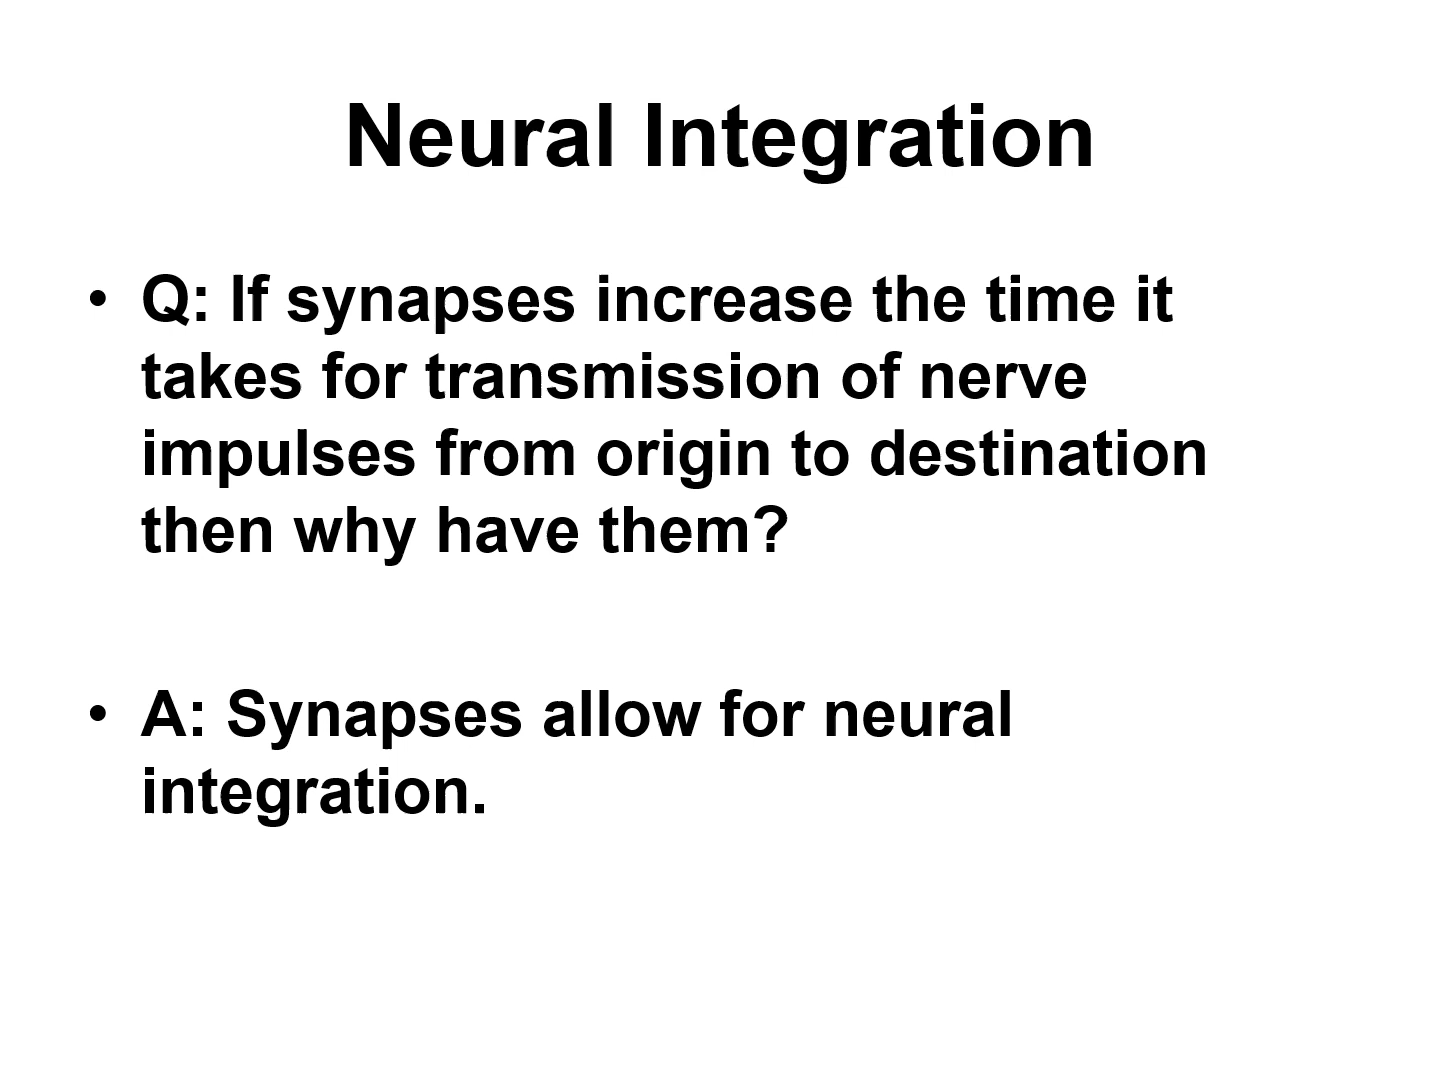 Neural Integration
• Q: If synapses increase the time it
takes for transmission of nerve
impulses from origin to destination
then why have them?
• A: Synapses allow for neural
integration.